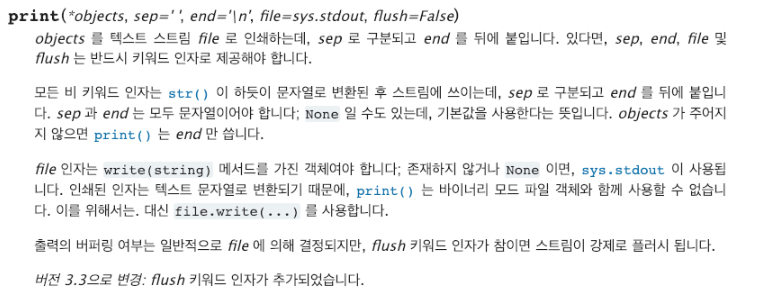 print(*objects, sep=' ', end='\n', file=sys.stdout, flush=False)
objects 를 텍스트 스트림 file 로 인쇄하는데, sep 로 구분되고 end 를 뒤에 붙입니다. 있다면, sep, end, file 및
flush 는 반드시 키워드 인자로 제공해야 합니다.
모든 비 키워드 인자는 str() 이 하듯이 문자열로 변환된 후 스트림에 쓰이는데, sep 로 구분되고 end 를 뒤에 붙입니
다. sep 과 end 는 모두 문자열이어야 합니다; None 일 수도 있는데, 기본값을 사용한다는 뜻입니다. objects 가 주어지
지 않으면 print() 는 end 만 씁니다.
file 인자는 write(string) 메서드를 가진 객체여야 합니다; 존재하지 않거나 None 이면, sys.stdout 이 사용됩
니다. 인쇄된 인자는 텍스트 문자열로 변환되기 때문에, print() 는 바이너리 모드 파일 객체와 함께 사용할 수 없습니
다. 이를 위해서는. 대신 file.write(...) 를 사용합니다.
출력의 버퍼링 여부는 일반적으로 file 에 의해 결정되지만, flush 키워드 인자가 참이면 스트림이 강제로 플러시 됩니다.
버전 3.3으로 변경: flush 키워드 인자가 추가되었습니다.